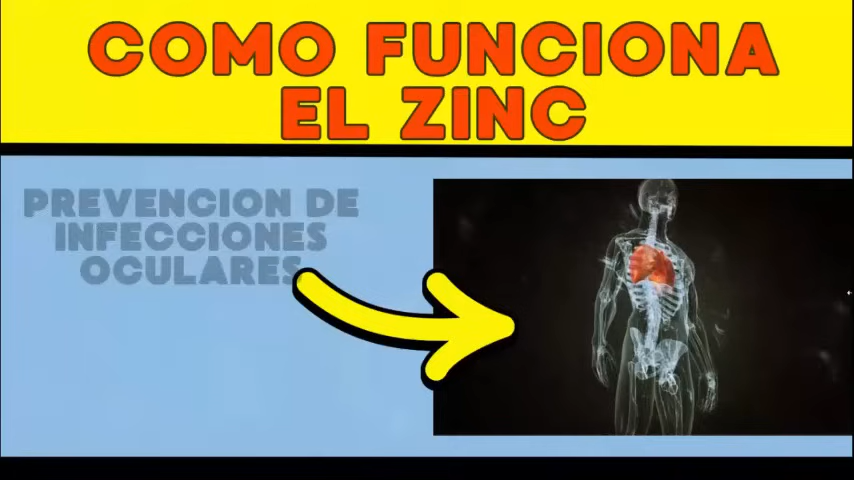 COMO FUNCIONA
EL ZINC
PREVENCION DE
INFECCIONES
OCULARES